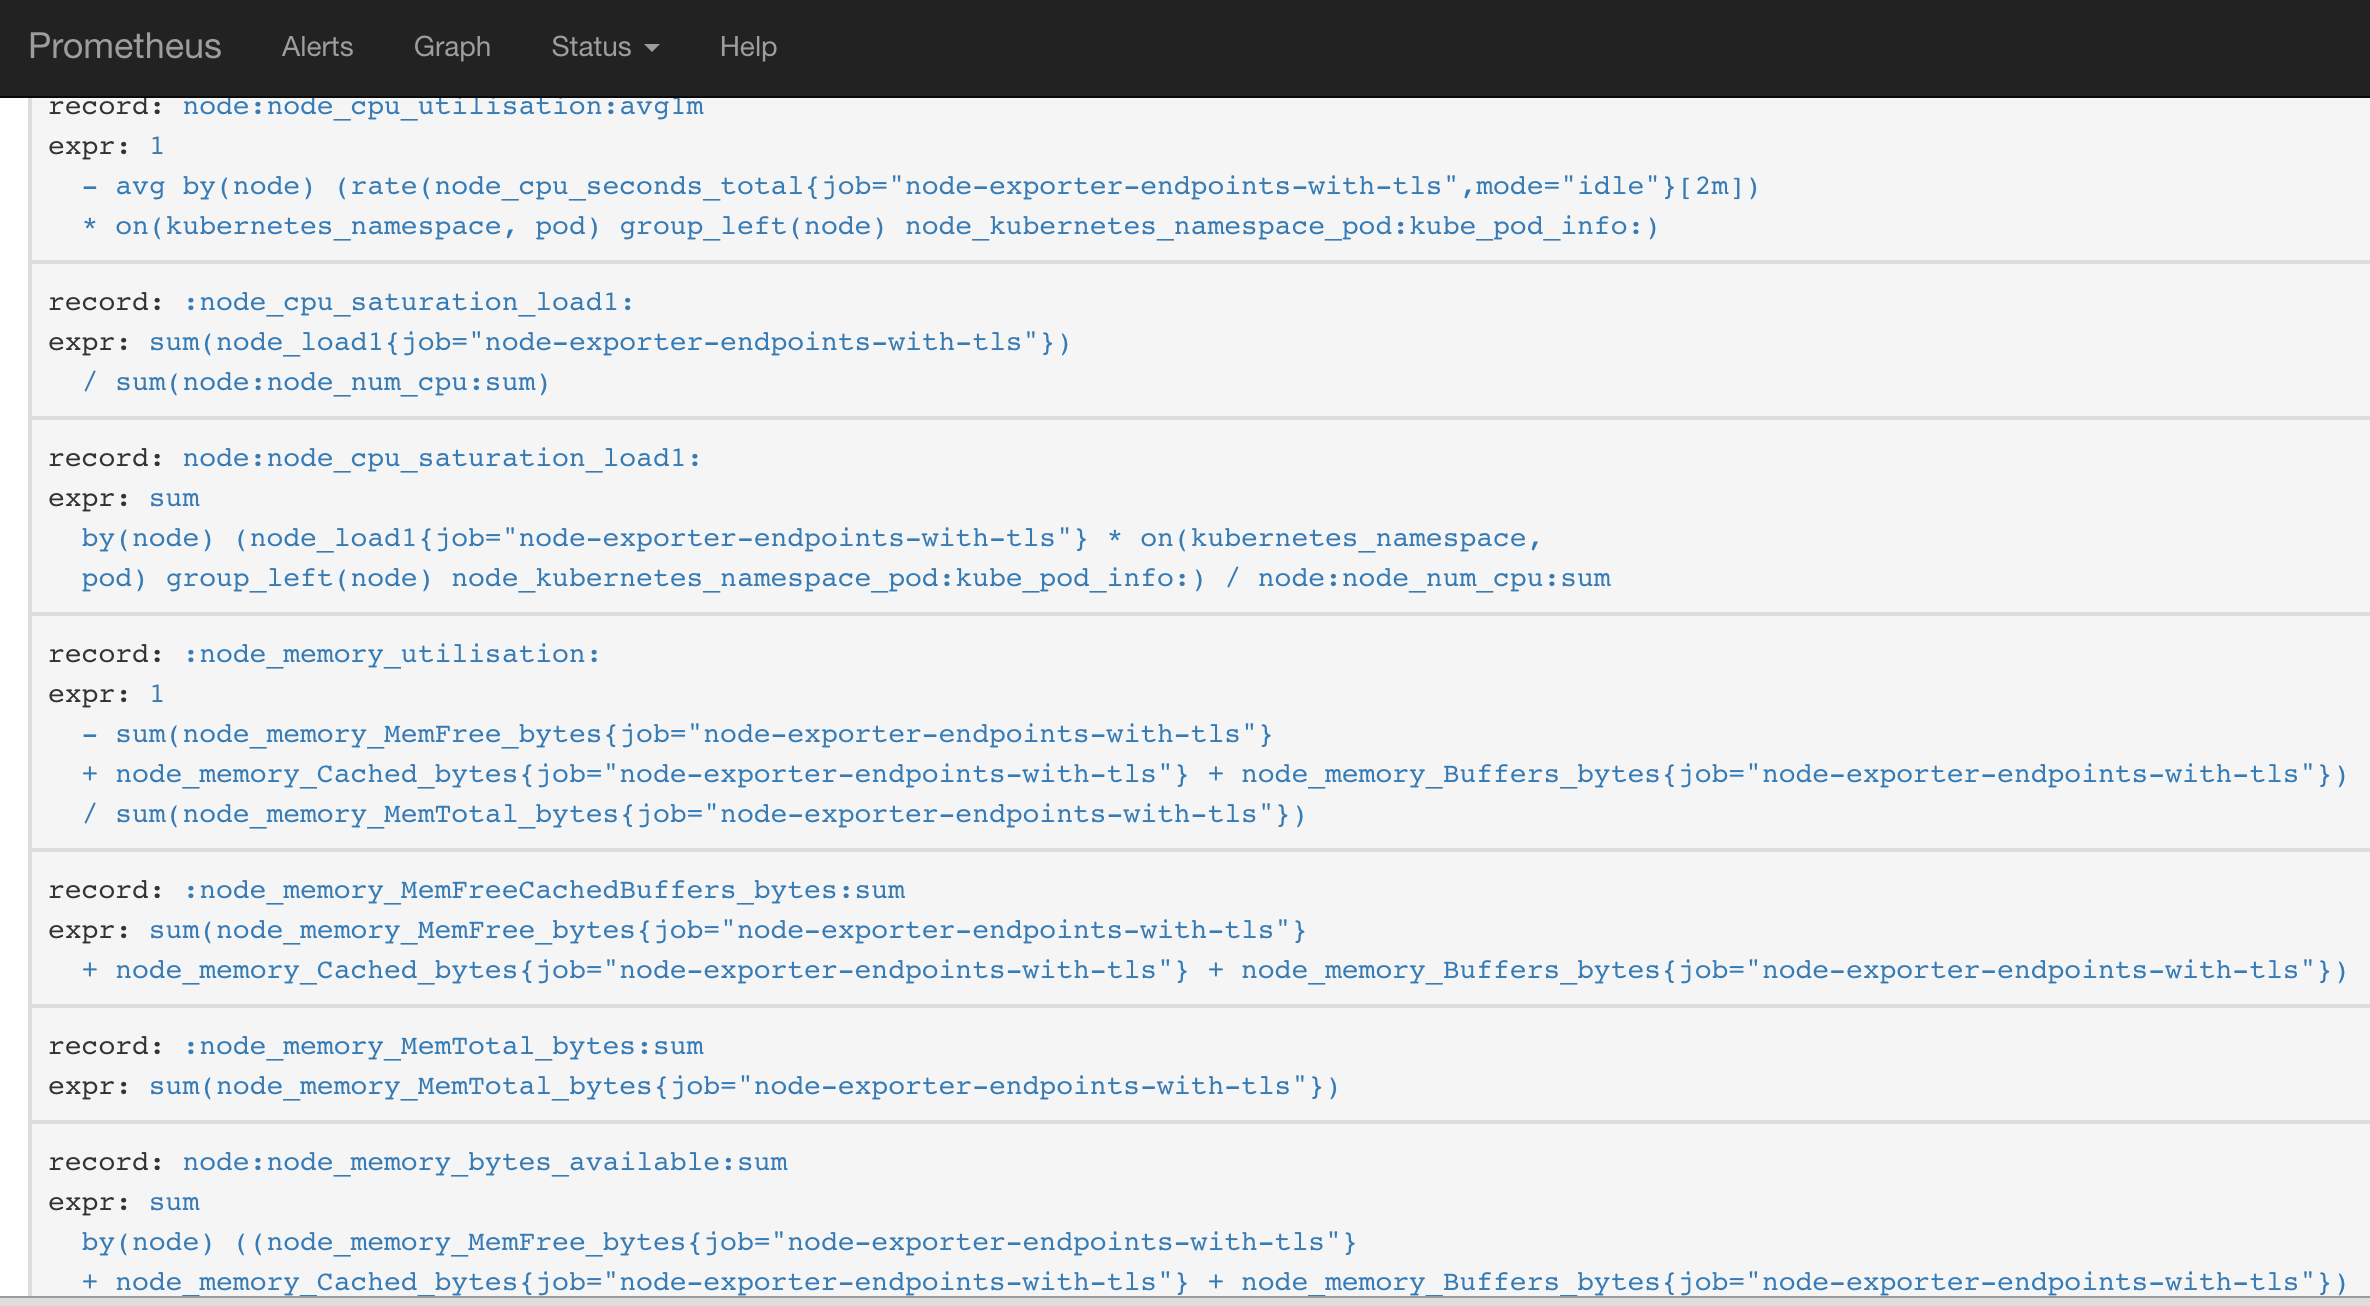 Prometheus Alerts Graph Status Help
record: node:node_cpu_utilisation:avg1m
expr: 1
- avg by(node) (rate(node_cpu_seconds_total{job="node-exporter-endpoints-with-tls",mode="idle"}[2m])
* on(kubernetes_namespace, pod) group_left(node) node_kubernetes_namespace_pod:kube_pod_info:)
record: :node_cpu_saturation_load1:
expr: sum(node_load1{job="node-exporter-endpoints-with-tls"})
/ sum(node:node_num_cpu:sum)
record: node:node_cpu_saturation_load1:
expr: sum
by(node) (node_load1{job="node-exporter-endpoints-with-tls"} * on(kubernetes_namespace,
pod) group_left(node) node_kubernetes_namespace_pod:kube_pod_info:) / node:node_num_cpu:sum
record: :node_memory_utilisation:
expr: 1
- sum(node_memory_MemFree_bytes{job="node-exporter-endpoints-with-tls"}
+ node_memory_Cached_bytes{job="node-exporter-endpoints-with-tls"} + node_memory_Buffers_bytes{job="node-exporter-endpoints-with-tls"})
/ sum(node_memory_MemTotal_bytes{job="node-exporter-endpoints-with-tls"})
record: :node_memory_MemFreeCachedBuffers_bytes:sum
expr: sum(node_memory_MemFree_bytes{job="node-exporter-endpoints-with-tls"}
+ node_memory_Cached_bytes{job="node-exporter-endpoints-with-tls"} + node_memory_Buffers_bytes{job="node-exporter-endpoints-with-tls"})
record: :node_memory_MemTotal_bytes:sum
expr: sum(node_memory_MemTotal_bytes{job="node-exporter-endpoints-with-tls"})
record: node:node_memory_bytes_available:sum
expr: sum
by(node) ((node_memory_MemFree_bytes{job="node-exporter-endpoints-with-tls"}
+ node_memory_Cached_bytes{job="node-exporter-endpoints-with-tls"} + node_memory_Buffers_bytes{job="node-exporter-endpoints-with-tls"})